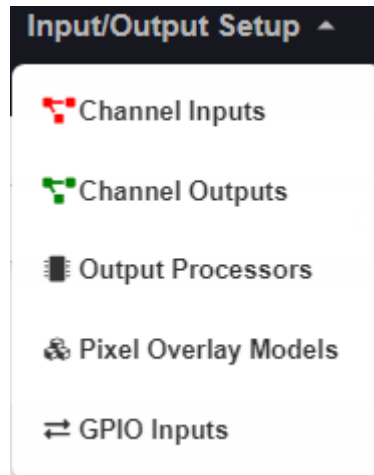 Input/Output Setup
Channel Inputs
Channel Outputs
Output Processors
Pixel Overlay Models
GPIO Inputs